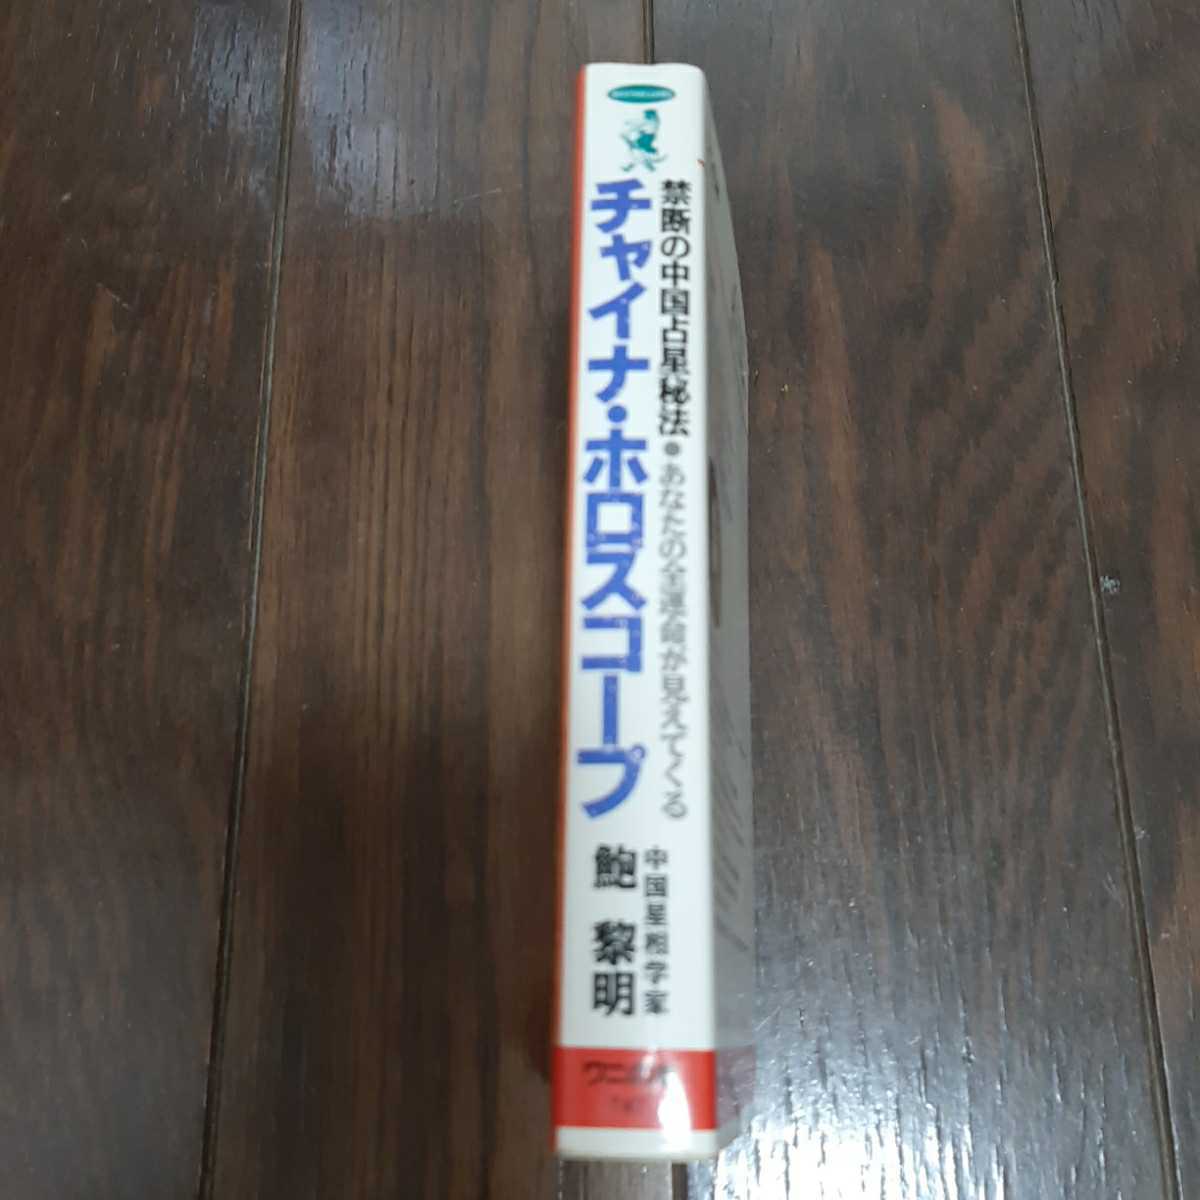 禁断の中国占星秘法●あなたの全運命が見えてくる
チャイナ・ホロスコープ
中国星相学家
鮑 黎明